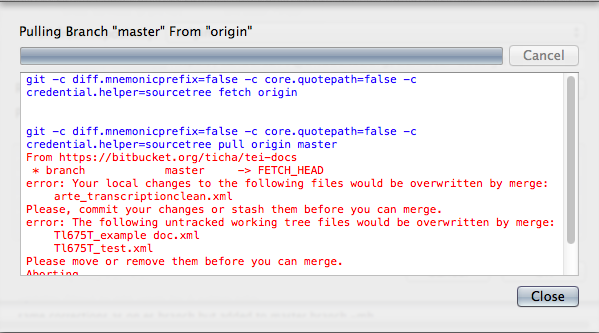 Pulling Branch "master" From "origin"
Cancel
git -c diff.mnemonicprefix=false -c core.quotepath=false -c
credential.helper=sourcetree fetch origin
git -c diff.mnemonicprefix=false -c core.quotepath=false -c
credential.helper=sourcetree pull origin master
From https://bitbucket.org/ticha/tei-docs
* branch master -> FETCH_HEAD
error: Your local changes to the following files would be overwritten by merge:
arte_transcriptionclean.xml
Please, commit your changes or stash them before you can merge.
error: The following untracked working tree files would be overwritten by merge:
Tl675T_example doc.xml
Tl675T_test.xml
Please move or remove them before you can merge.
Aborting
Close